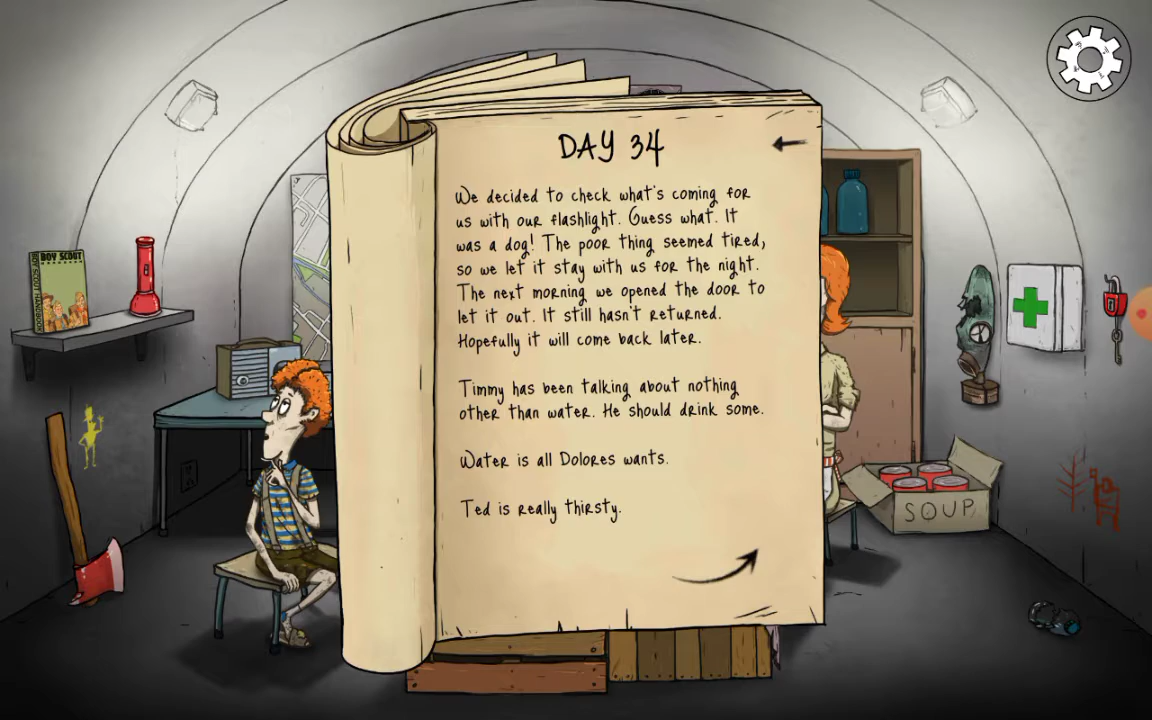 DAY 34
We decided to check what's coming for
us with our flashlight. Guess what. It
was a dog! The poor thing seemed tired,
so we let it stay with us for the night.
The next morning we opened the door to
let it out. It still hasn't returned.
Hopefully it will come back later.
Timmy has been talking about nothing
other than water. He should drink some.
Water is all Dolores wants.
Ted is really thirsty.
BOY SCOUT
BOY SCOUT HANDBOOK
SOUP